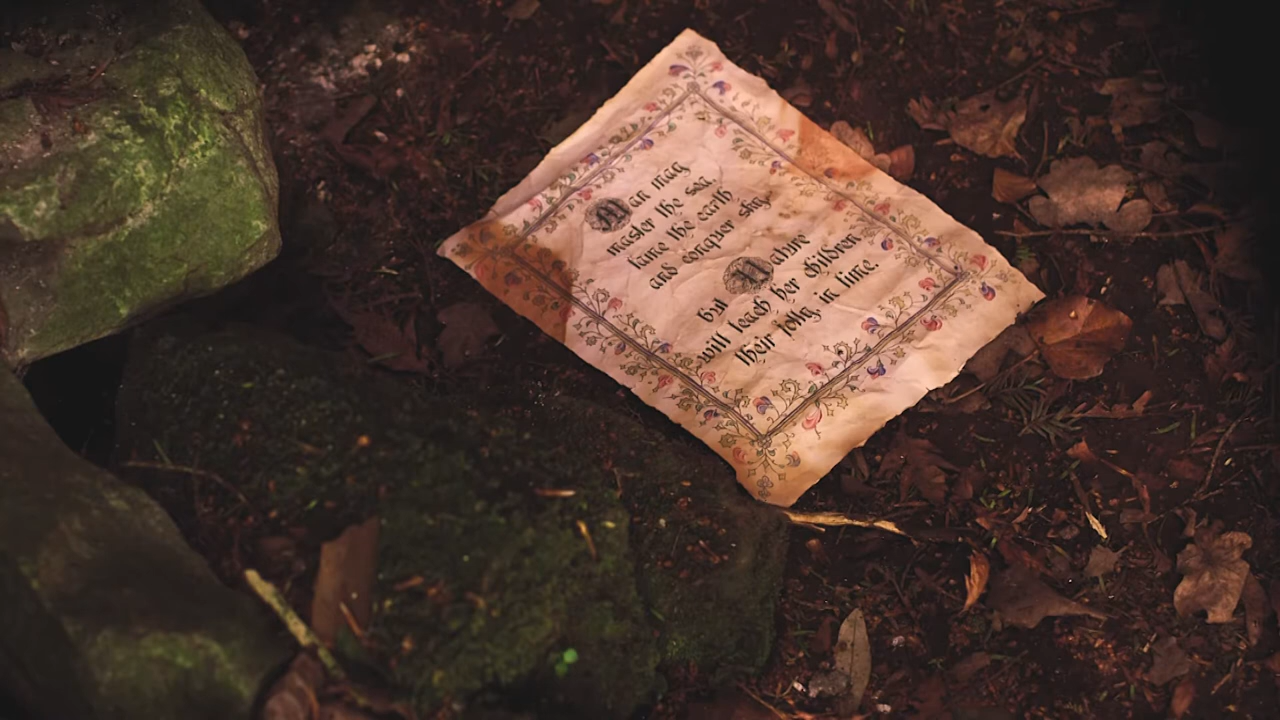 Man may
master the sea,
tame the earth
and conquer sky,
but Nature
will teach her children
their folly, in time.